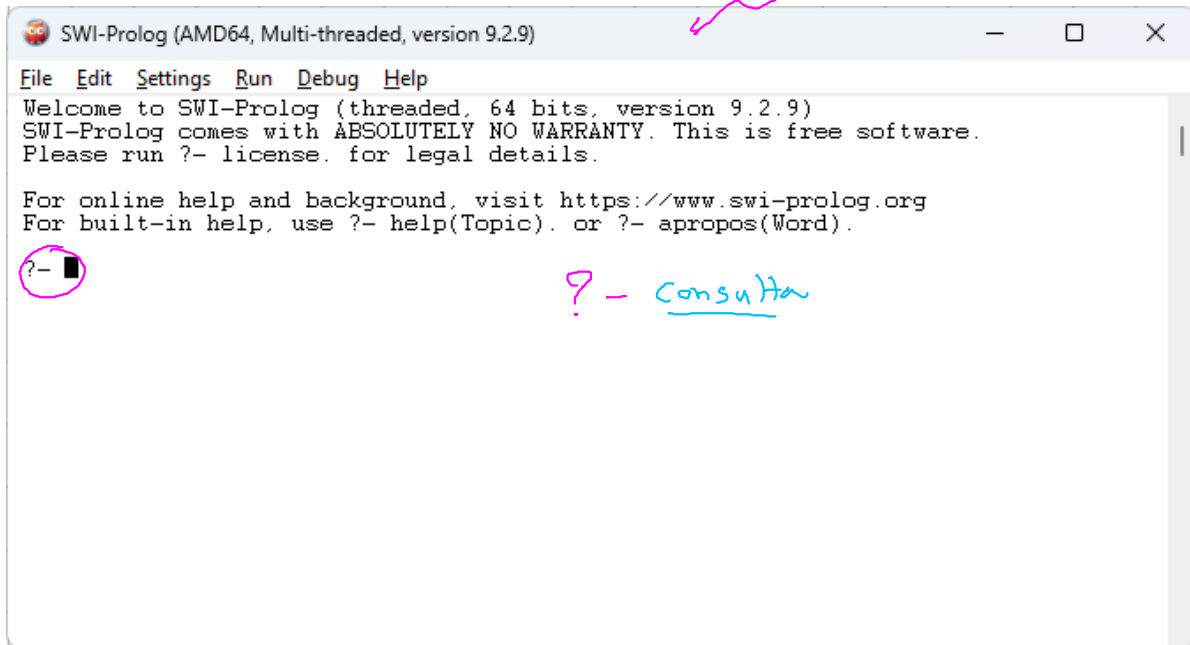 SWI-Prolog (AMD64, Multi-threaded, version 9.2.9)
File Edit Settings Run Debug Help
Welcome to SWI-Prolog (threaded, 64 bits, version 9.2.9)
SWI-Prolog comes with ABSOLUTELY NO WARRANTY. This is free software.
Please run ?- license. for legal details.
For online help and background, visit https://www.swi-prolog.org
For built-in help, use ?- help(Topic). or ?- apropos(Word).
?-
? - consulta